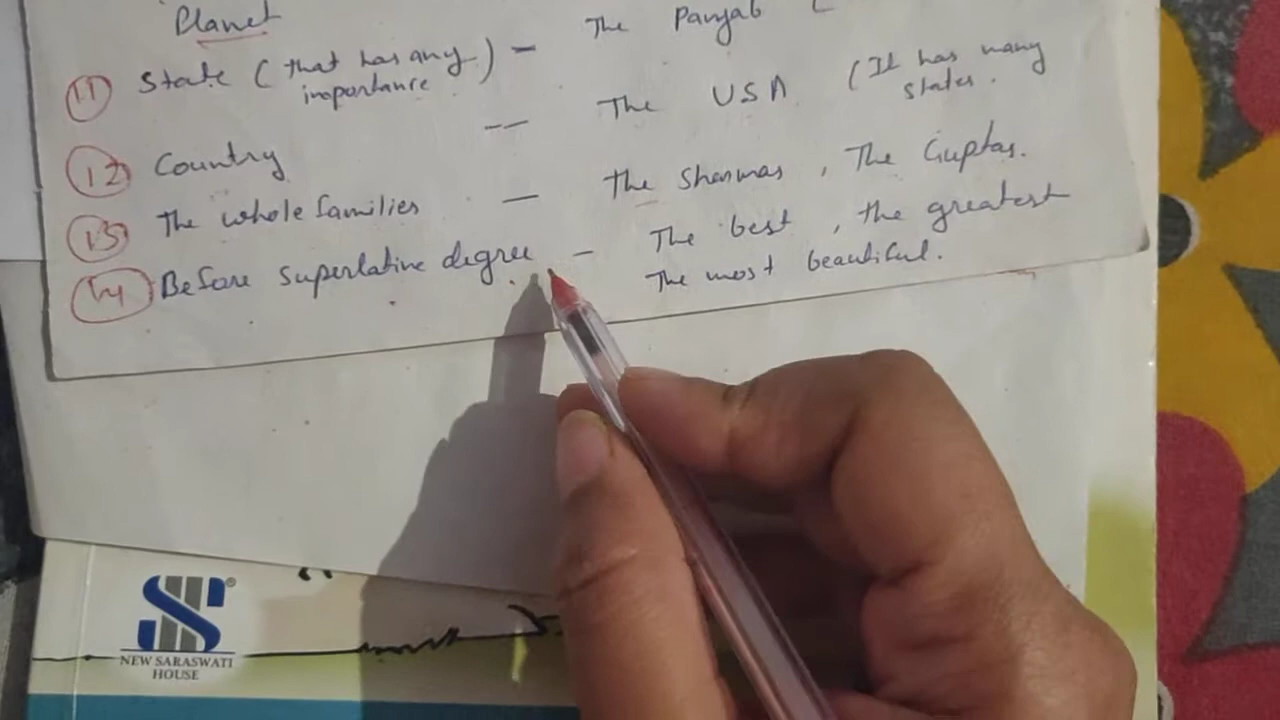 Planet
(11) State (that has any importance) - The Panjab (
(12) Country -- The USA (It has many states.
(13) The whole families - The Sharmas, The Guptas.
(14) Before superlative degree - The best, the greatest
The most beautiful.
SS®
NEW SARASWATI
HOUSE